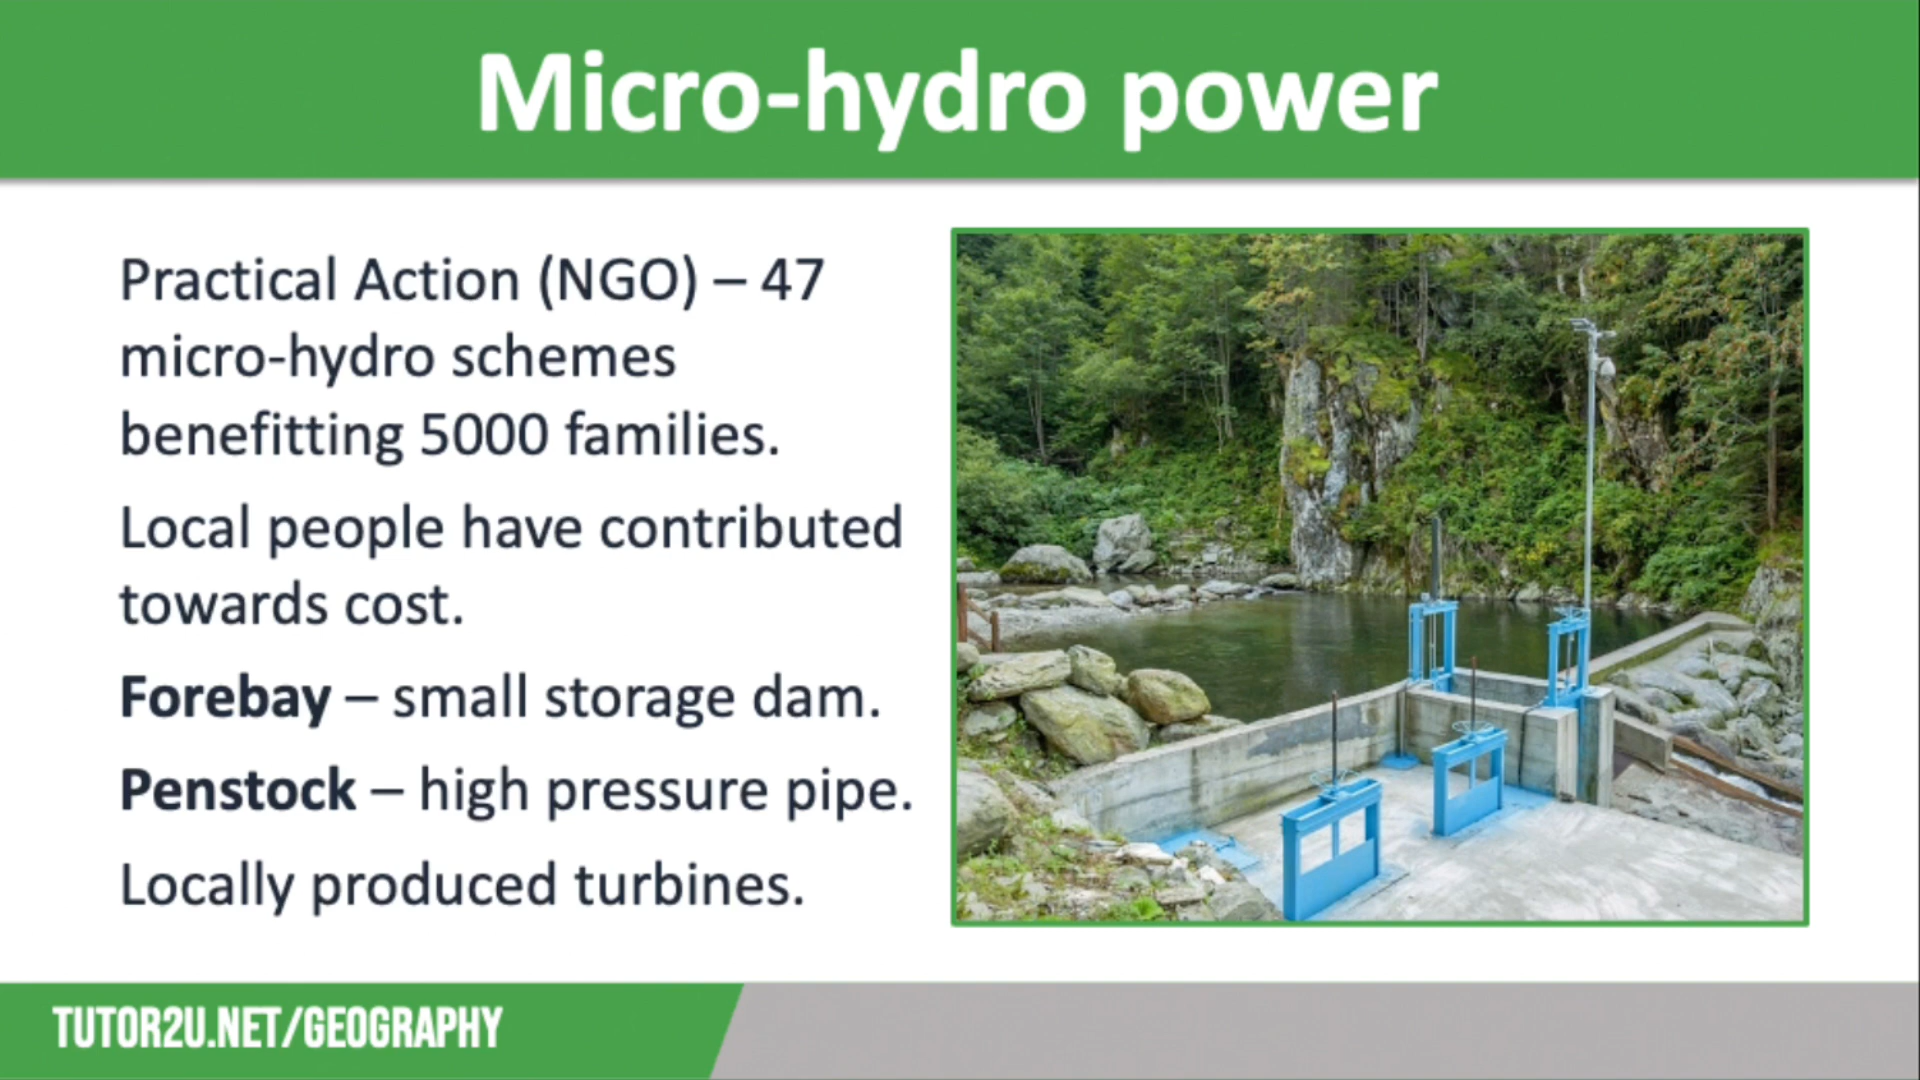 Micro-hydro power
Practical Action (NGO) – 47
micro-hydro schemes
benefitting 5000 families.
Local people have contributed
towards cost.
Forebay – small storage dam.
Penstock – high pressure pipe.
Locally produced turbines.
TUTOR2U.NET/GEOGRAPHY